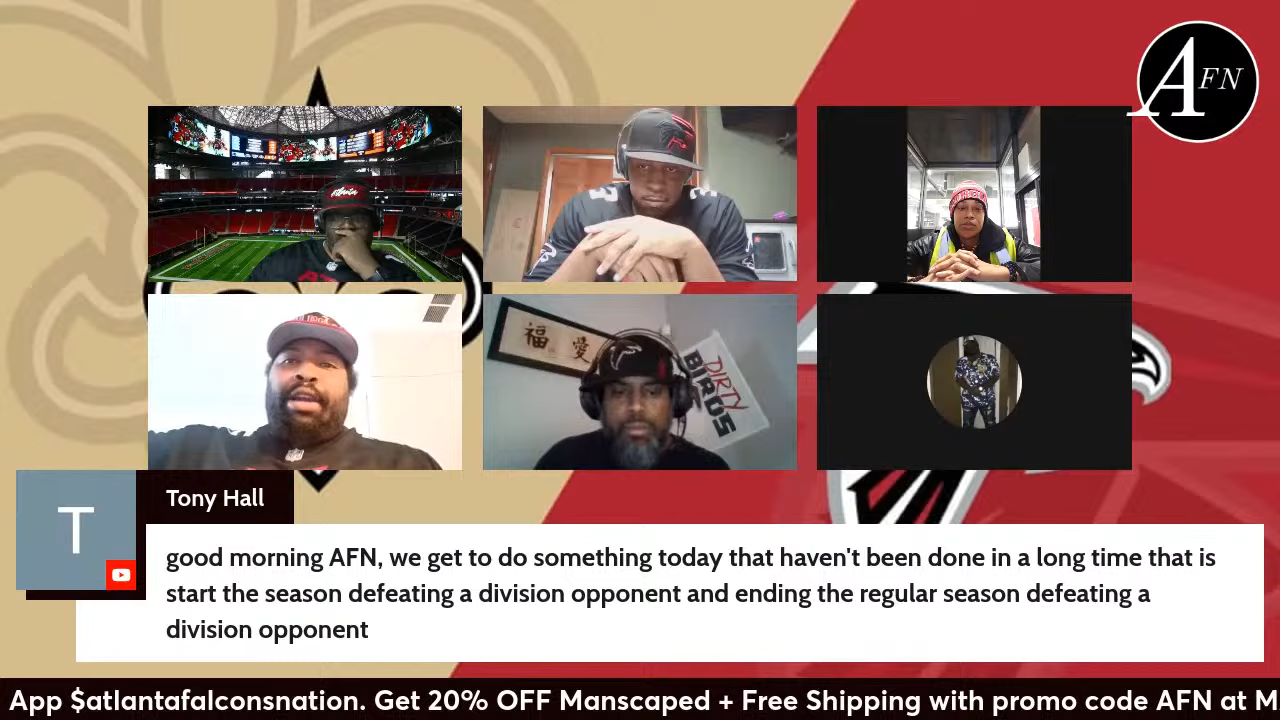 AFN
福 愛
DIRTY
BIRDS
T
Tony Hall
good morning AFN, we get to do something today that haven't been done in a long time that is
start the season defeating a division opponent and ending the regular season defeating a
division opponent
App $atlantafalconsnation. Get 20% OFF Manscaped + Free Shipping with promo code AFN at M